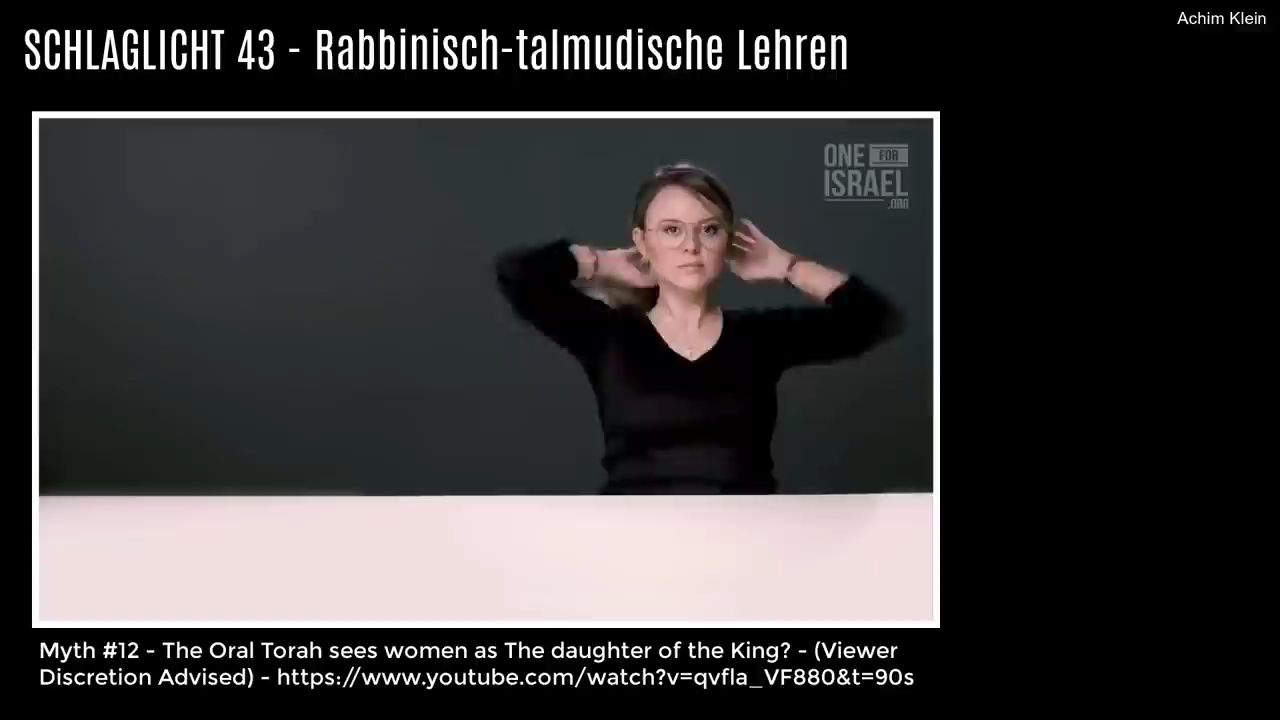 Achim Klein
SCHLAGLICHT 43 - Rabbinisch-talmudische Lehren
ONE FOR
ISRAEL
.ORG
Myth #12 - The Oral Torah sees women as The daughter of the King? - (Viewer
Discretion Advised) - https://www.youtube.com/watch?v=qvfla_VF880&t=90s